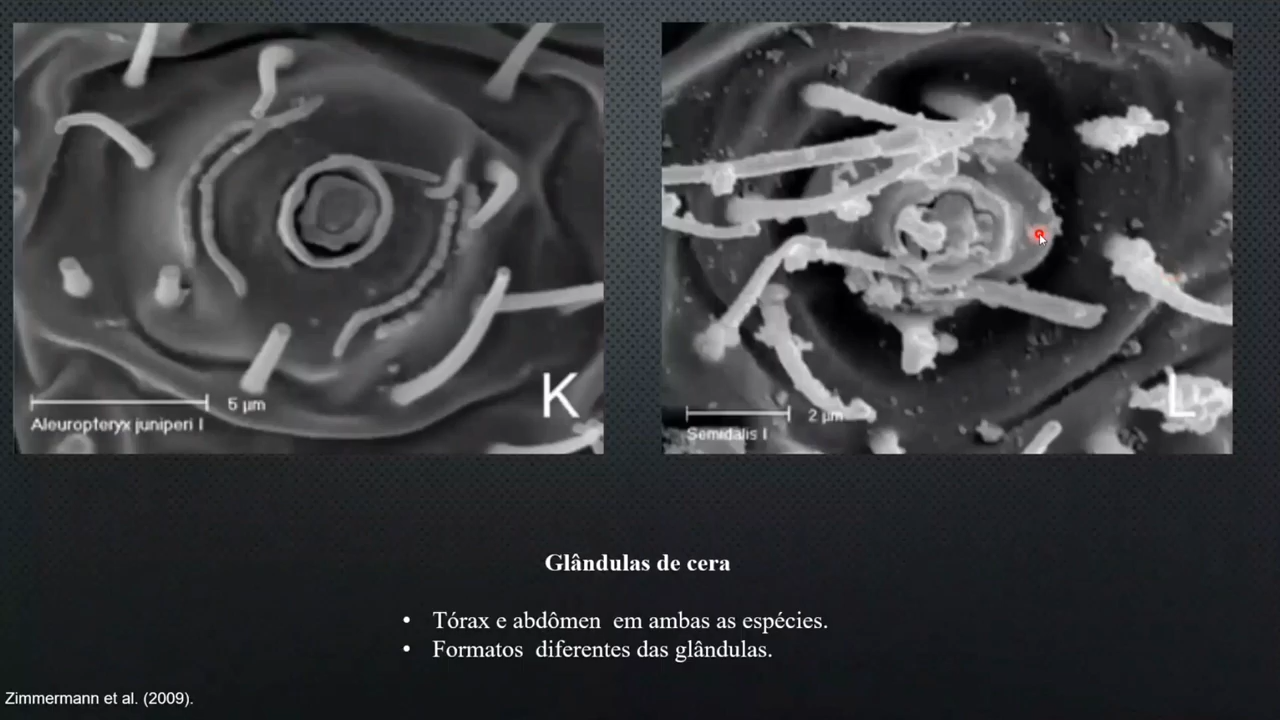 5 µm
K
Aleuropteryx juniperi I
2 µm
L
Semidalis I
Glândulas de cera
• Tórax e abdômen em ambas as espécies.
• Formatos diferentes das glândulas.
Zimmermann et al. (2009).